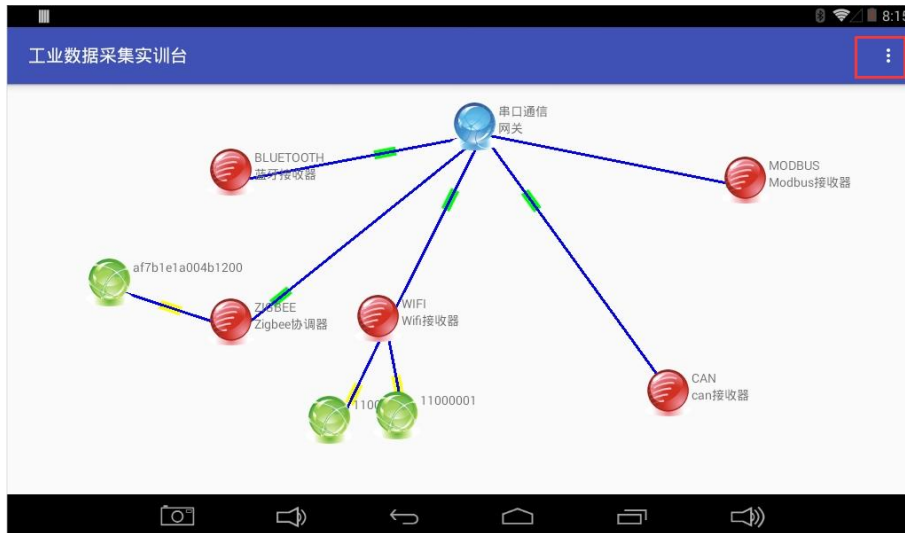 8:15
工业数据采集实训台
串口通信
网关
BLUETOOTH
蓝牙接收器
MODBUS
Modbus接收器
af7b1e1a004b1200
ZIGBEE
Zigbee协调器
WIFI
Wifi接收器
CAN
can接收器
1100
11000001